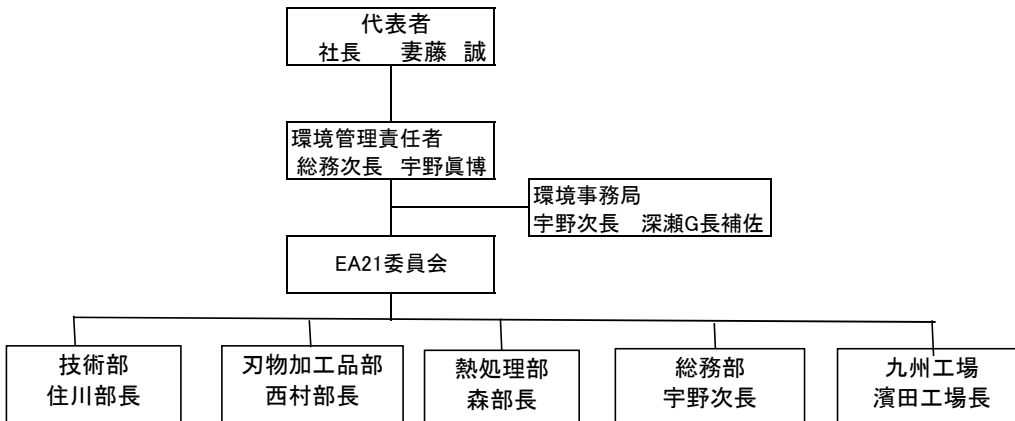 代表者
社長 妻藤 誠
環境管理責任者
総務次長 宇野眞博
環境事務局
宇野次長 深瀬G長補佐
EA21委員会
技術部
住川部長
刃物加工品部
西村部長
熱処理部
森部長
総務部
宇野次長
九州工場
濱田工場長